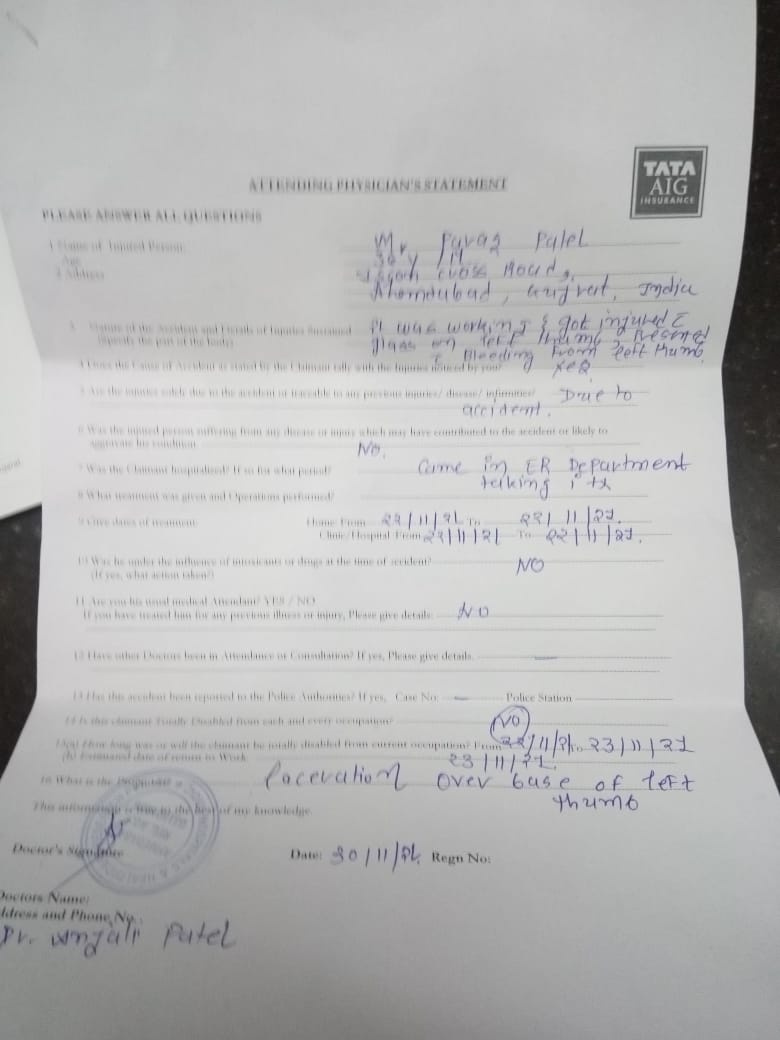 TATA
AIG
INSURANCE
ATTENDING PHYSICIAN'S STATEMENT
PLEASE ANSWER ALL QUESTIONS
1 Name of Injured Person: Mr. Paras Patel
Age
2 Address cross Road,
Ahmdabad, Gujrat, India
3. Nature of the Accident and Details of Injuries Sustained Pt was working & got injured c
(Specify the part of the body) glass on left thumb. Present
c Bleeding from left thumb.
4 Does the Cause of Accident as stated by the Claimant tally with the Injuries noticed by you? yes
5 Are the injuries solely due to the accident or traceable to any previous injuries/ disease/ infirmities? Due to
accident.
6 Was the injured person suffering from any disease or injury which may have contributed to the accident or likely to
aggravate his condition. No.
7 Was the Claimant hospitalised? If so for what period? Came in ER Department
8 What treatment was given and Operations performed? taking tx
9 Give dates of treatment Home From 22/11/21 To 22/11/21.
Clinic/Hospital From 22/11/21 To 22/11/21.
10 Was he under the influence of intoxicants or drugs at the time of accident? NO
(If yes, what action taken?)
11 Are you his usual medical Attendant? YES / NO
If you have treated him for any previous illness or injury, Please give details. NO
12 Have other Doctors been in Attendance or Consultation? If yes, Please give details. —
13 Has this accident been reported to the Police Authorities? If yes, Case No: — Police Station
14 Is this claimant Totally Disabled from each and every occupation? NO
15(a) How long was or will the claimant be totally disabled from current occupation? From 22/11/21 To 23/11/21
(b) Estimated date of return to Work 23/11/21.
16 What is the Laceration over base of left
thumb
This information is true to the best of my knowledge.
Doctor's Signature
Date: 30/11/21. Regn No:
Doctors Name:
Address and Phone No.:
Dr. Anjali Patel